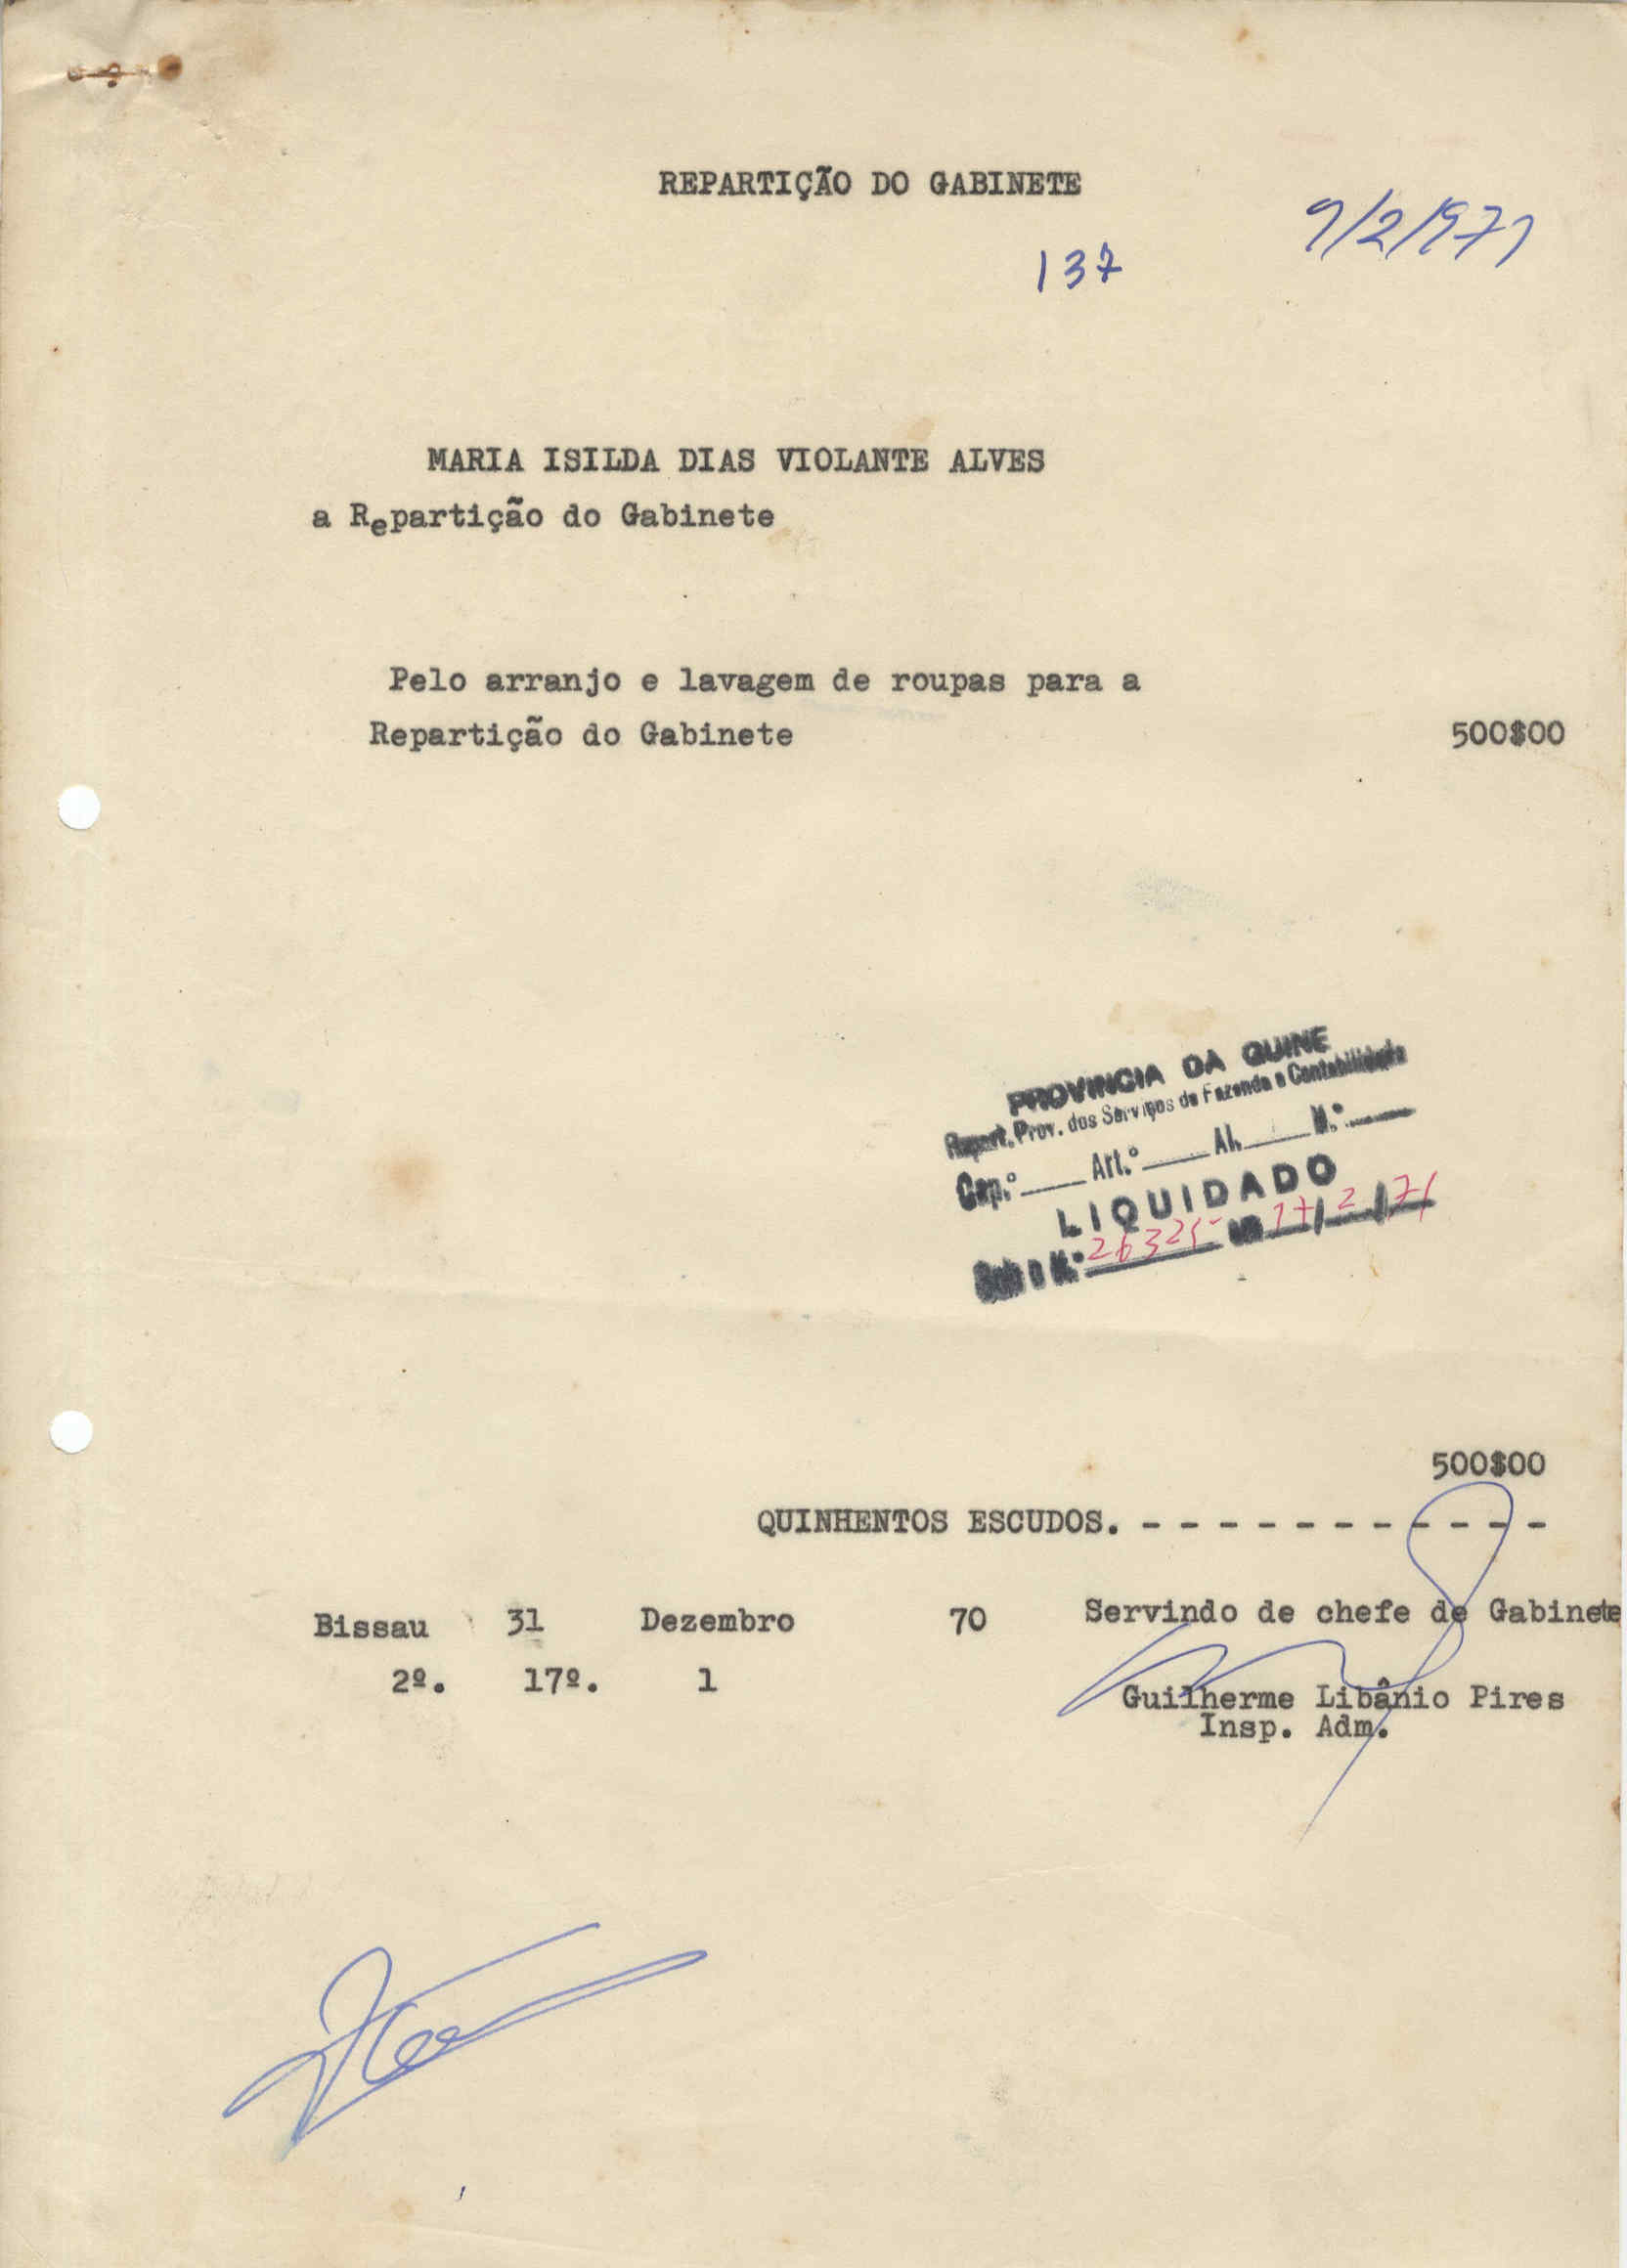 REPARTIÇÃO DO GABINETE
9/2/1971
137
MARIA ISILDA DIAS VIOLANTE ALVES
a Repartição do Gabinete
Pelo arranjo e lavagem de roupas para a
Repartição do Gabinete 500$00
PROVINCIA DA GUINE
Repart. Prov. dos Serviços de Fazenda e Contabilidade
Cap.º Art.º Al. N.º
LIQUIDADO
Sob o N.º 26325 17/2/71
500$00
QUINHENTOS ESCUDOS. - - - - - - - - - - -
Bissau 31 Dezembro 70 Servindo de chefe de Gabinete
2º. 17º. 1
Guilherme Libânio Pires
Insp. Adm.